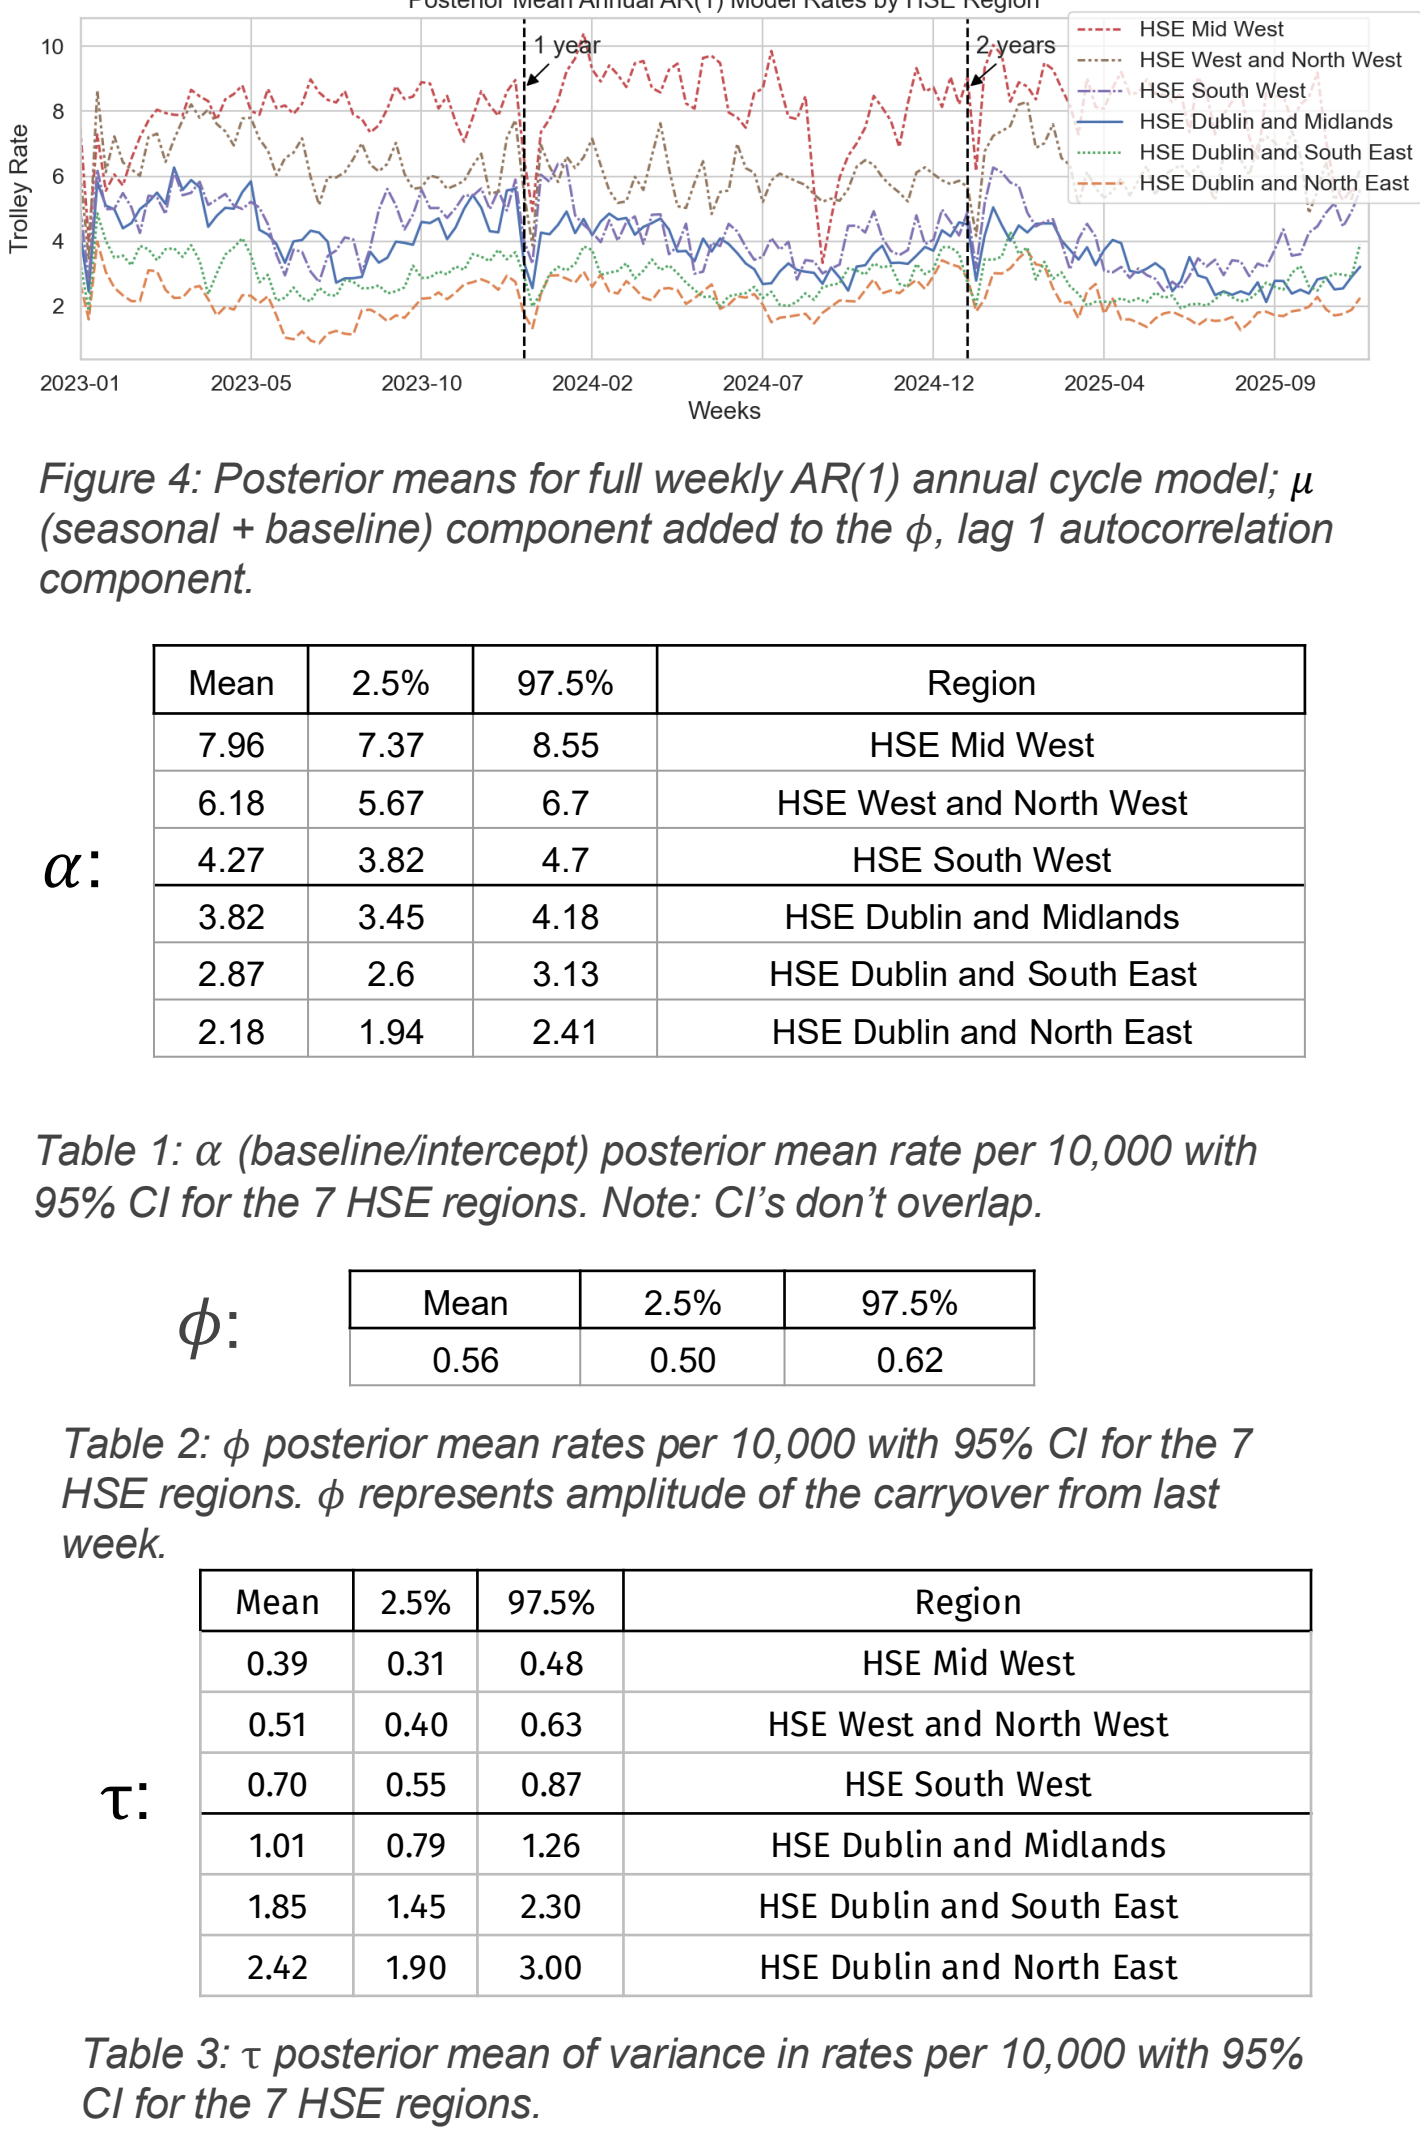 Posterior Mean Annual AR(1) Model Rates by HSE Region
HSE Mid West
HSE West and North West
HSE South West
HSE Dublin and Midlands
HSE Dublin and South East
HSE Dublin and North East
1 year
2 years
Trolley Rate
10
8
6
4
2
2023-01 2023-05 2023-10 2024-02 2024-07 2024-12 2025-04 2025-09
Weeks
Figure 4: Posterior means for full weekly AR(1) annual cycle model; μ
(seasonal + baseline) component added to the ϕ, lag 1 autocorrelation
component.
α:
Mean 2.5% 97.5% Region
7.96 7.37 8.55 HSE Mid West
6.18 5.67 6.7 HSE West and North West
4.27 3.82 4.7 HSE South West
3.82 3.45 4.18 HSE Dublin and Midlands
2.87 2.6 3.13 HSE Dublin and South East
2.18 1.94 2.41 HSE Dublin and North East
Table 1: α (baseline/intercept) posterior mean rate per 10,000 with
95% CI for the 7 HSE regions. Note: CI's don't overlap.
ϕ:
Mean 2.5% 97.5%
0.56 0.50 0.62
Table 2: ϕ posterior mean rates per 10,000 with 95% CI for the 7
HSE regions. ϕ represents amplitude of the carryover from last
week.
τ:
Mean 2.5% 97.5% Region
0.39 0.31 0.48 HSE Mid West
0.51 0.40 0.63 HSE West and North West
0.70 0.55 0.87 HSE South West
1.01 0.79 1.26 HSE Dublin and Midlands
1.85 1.45 2.30 HSE Dublin and South East
2.42 1.90 3.00 HSE Dublin and North East
Table 3: τ posterior mean of variance in rates per 10,000 with 95%
CI for the 7 HSE regions.